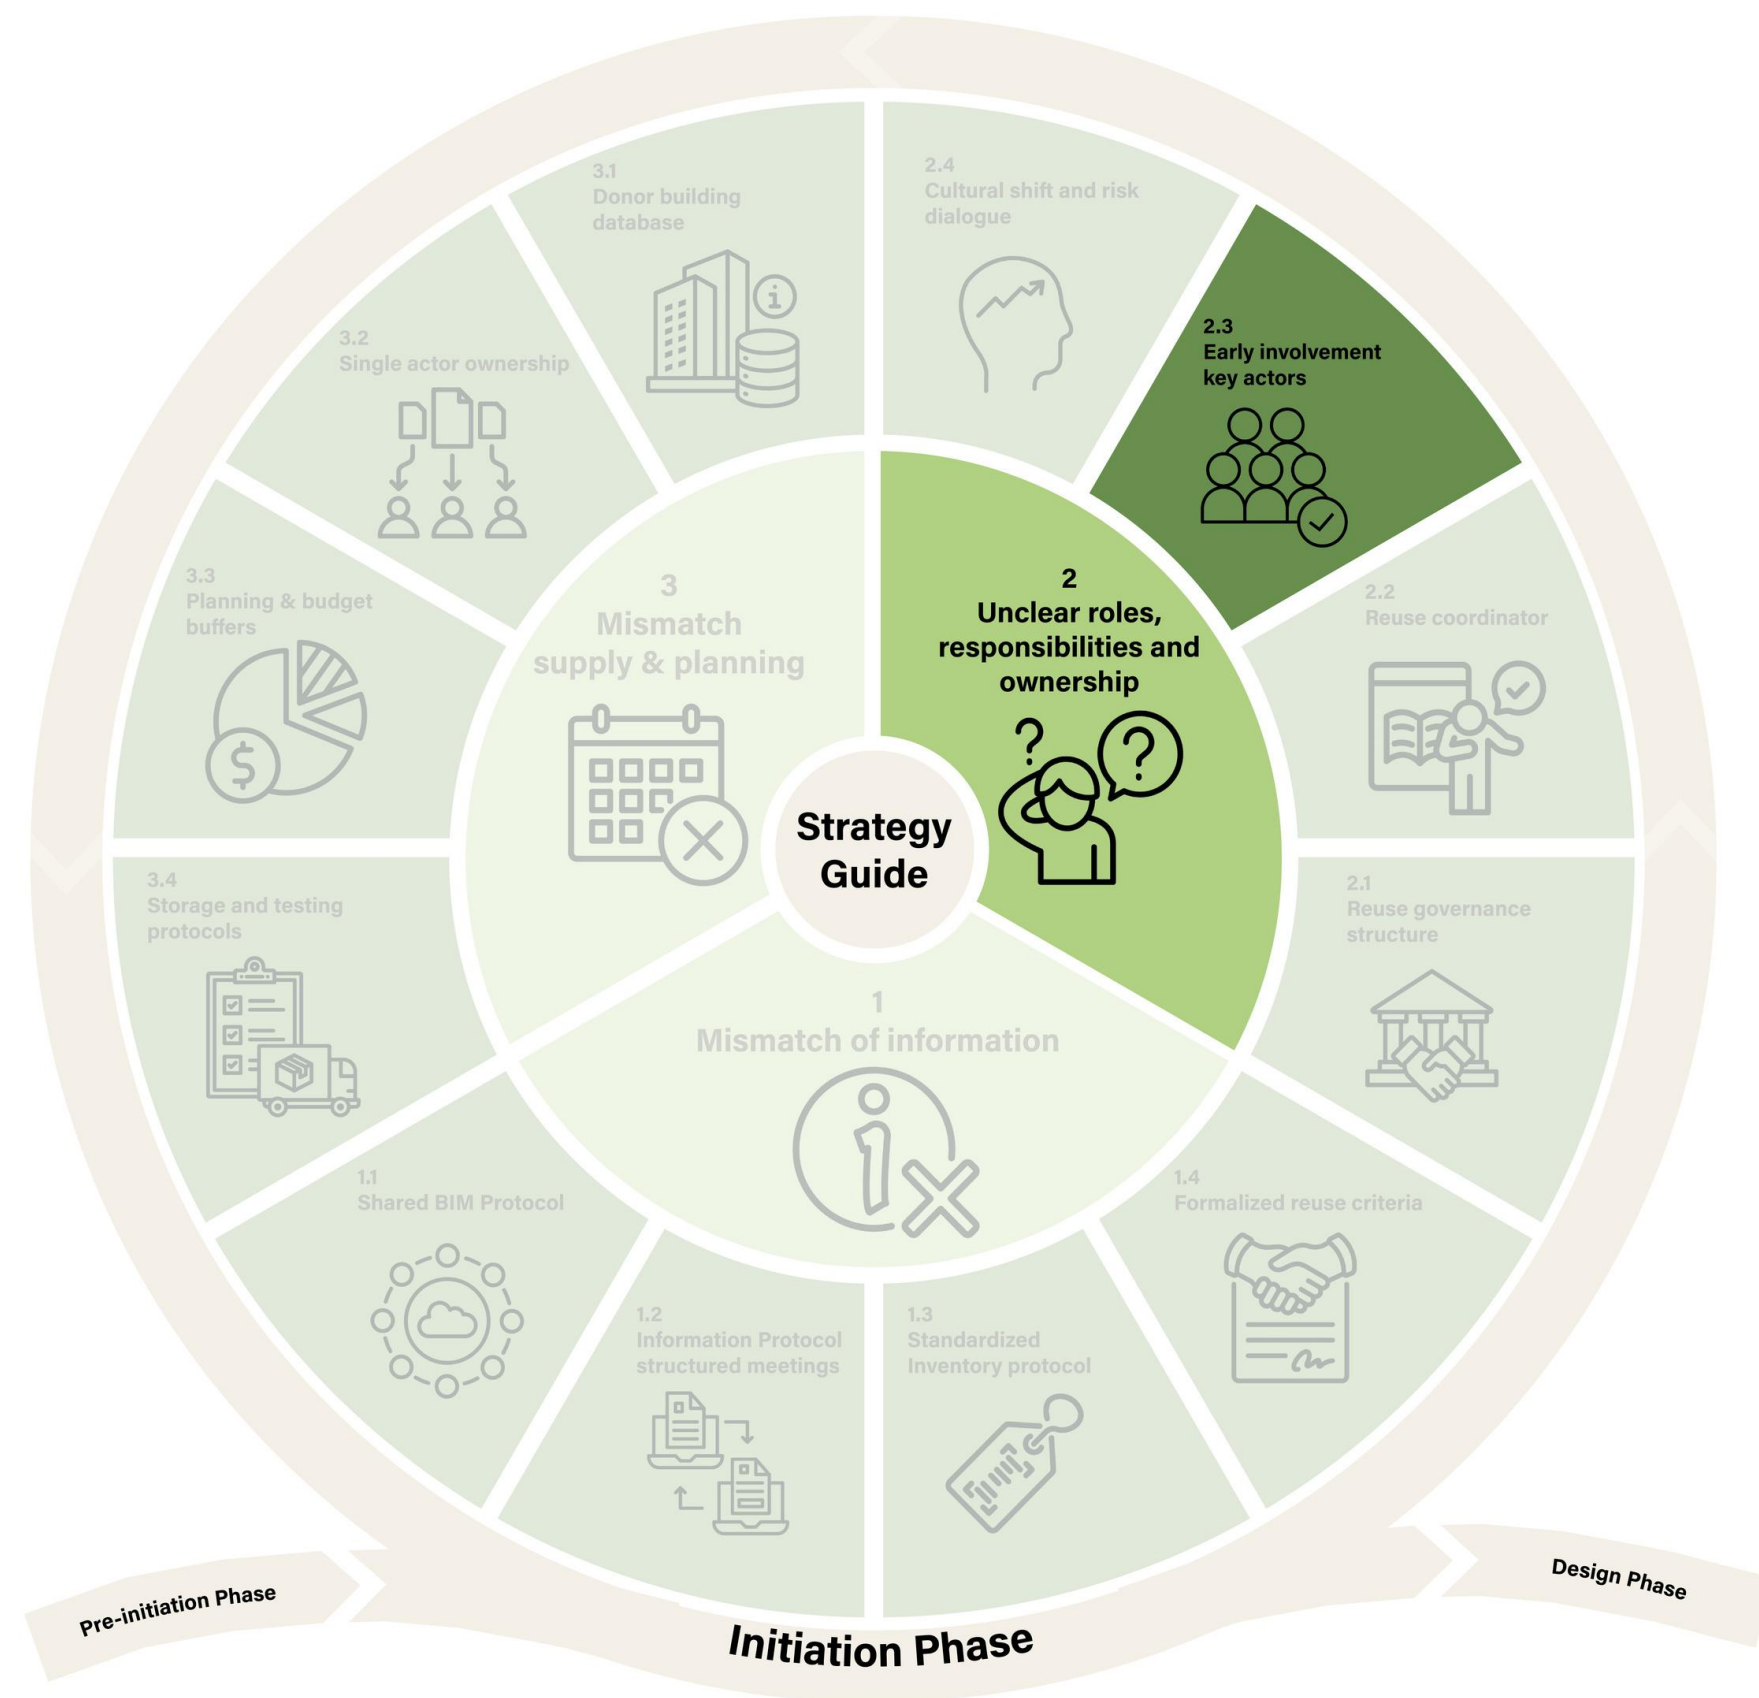 3.1
Donor building
database
2.4
Cultural shift and risk
dialogue
2.3
Early involvement
key actors
3.2
Single actor ownership
3.3
Planning & budget
buffers
$
2.2
Reuse coordinator
3
Mismatch
supply & planning
2
Unclear roles,
responsibilities and
ownership
?
?
Strategy
Guide
3.4
Storage and testing
protocols
2.1
Reuse governance
structure
1
Mismatch of information
1.1
Shared BIM Protocol
1.4
Formalized reuse criteria
1.2
Information Protocol
structured meetings
1.3
Standardized
Inventory protocol
Pre-initiation Phase
Initiation Phase
Design Phase